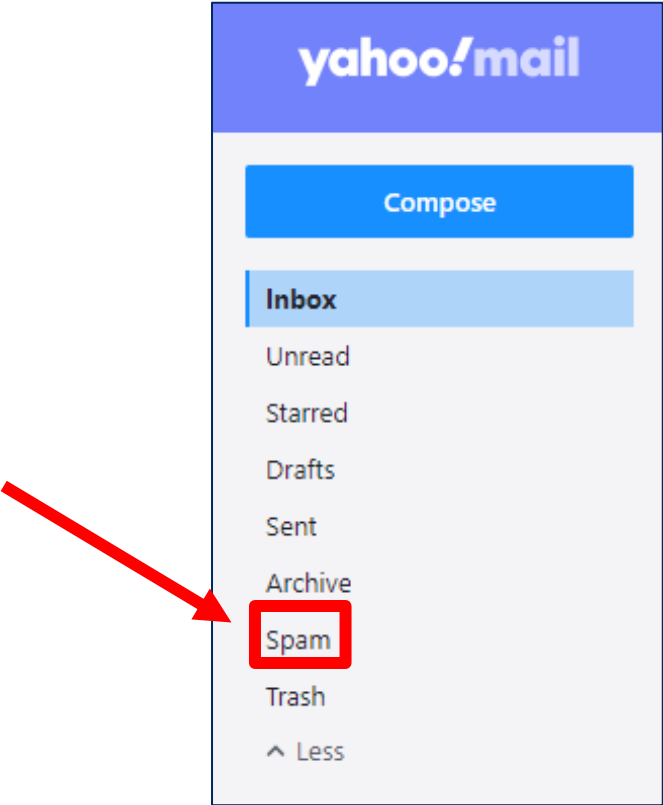 yahoo!mail
Compose
Inbox
Unread
Starred
Drafts
Sent
Archive
Spam
Trash
Less